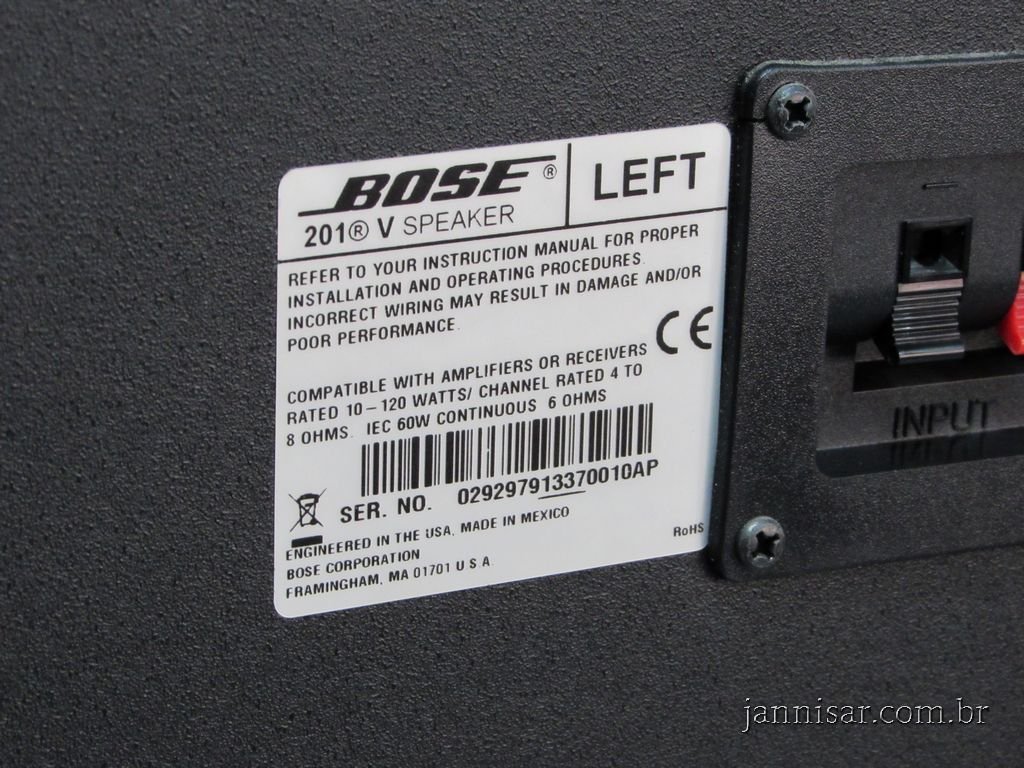 BOSE® LEFT
201® V SPEAKER
REFER TO YOUR INSTRUCTION MANUAL FOR PROPER
INSTALLATION AND OPERATING PROCEDURES.
INCORRECT WIRING MAY RESULT IN DAMAGE AND/OR
POOR PERFORMANCE.
CE
COMPATIBLE WITH AMPLIFIERS OR RECEIVERS
RATED 10–120 WATTS/ CHANNEL RATED 4 TO
8 OHMS. IEC 60W CONTINUOUS 6 OHMS
SER. NO. 029297913370010AP
ENGINEERED IN THE USA, MADE IN MEXICO
BOSE CORPORATION
FRAMINGHAM, MA 01701 U S A
RoHS
INPUT
jannisar.com.br